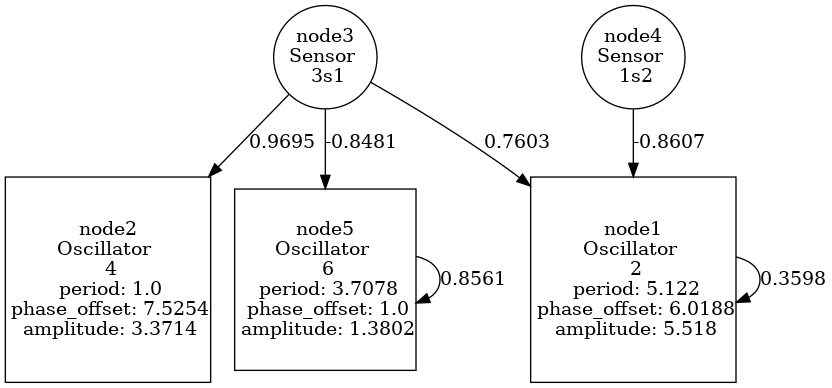 node3
Sensor
3s1
node4
Sensor
1s2
0.9695
-0.8481
0.7603
-0.8607
node2
Oscillator
4
period: 1.0
phase_offset: 7.5254
amplitude: 3.3714
node5
Oscillator
6
period: 3.7078
phase_offset: 1.0
amplitude: 1.3802
0.8561
node1
Oscillator
2
period: 5.122
phase_offset: 6.0188
amplitude: 5.518
0.3598